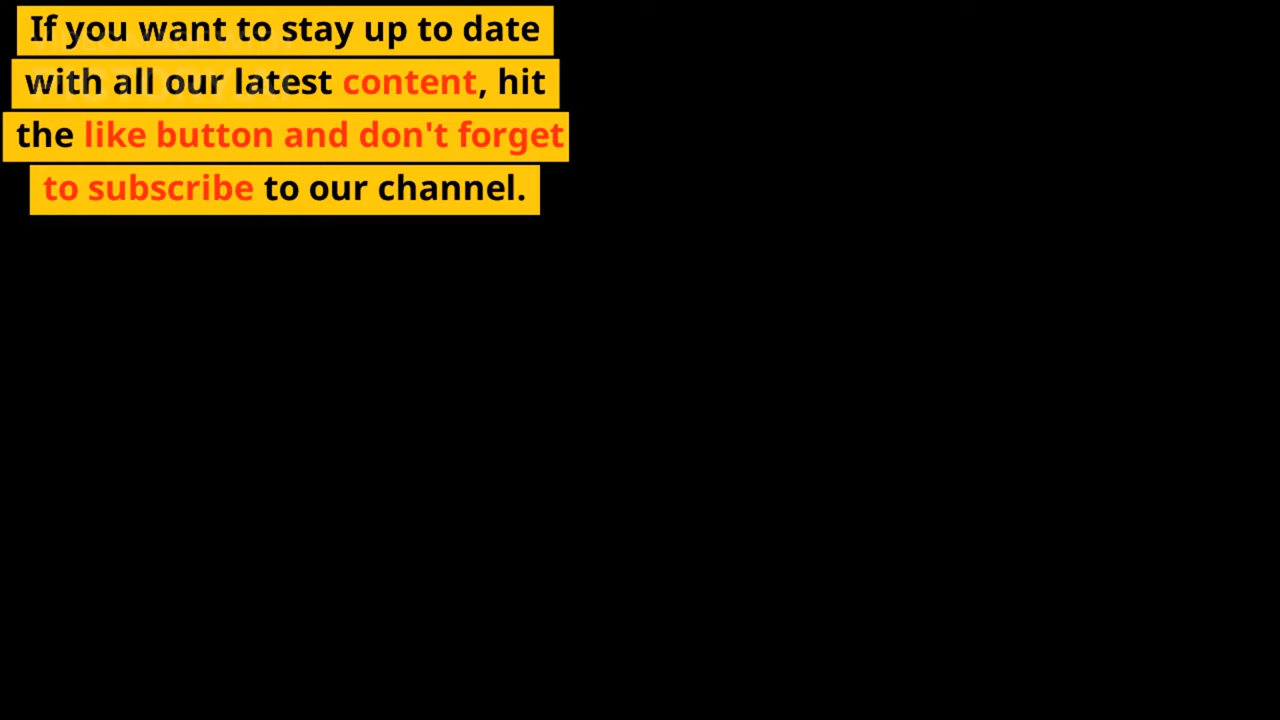 If you want to stay up to date
with all our latest content, hit
the like button and don't forget
to subscribe to our channel.